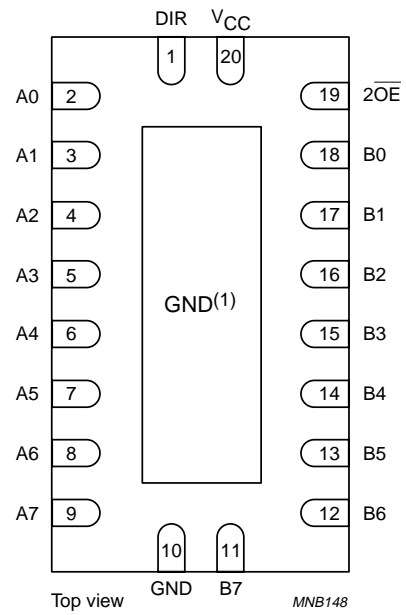 DIR V_CC
1 20
A0 2 19 2O̅E̅
A1 3 18 B0
A2 4 17 B1
A3 5 16 B2
GND(1)
A4 6 15 B3
A5 7 14 B4
A6 8 13 B5
A7 9 12 B6
10 11
GND B7
Top view MNB148